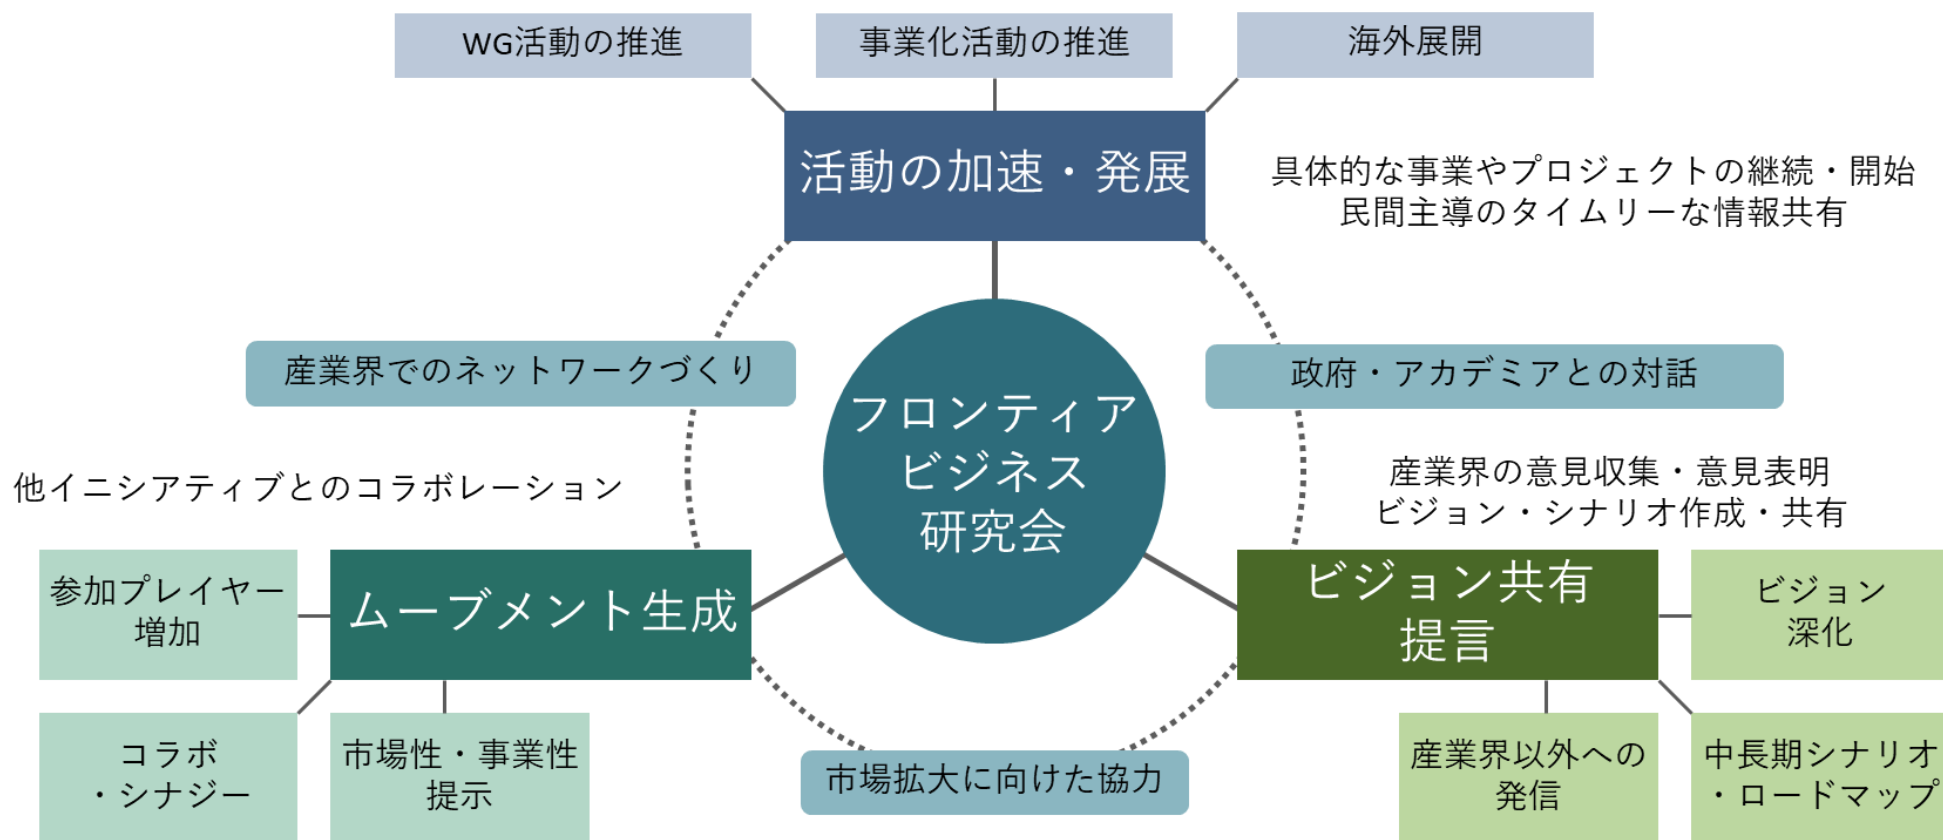 WG活動の推進
事業化活動の推進
海外展開
活動の加速・発展
具体的な事業やプロジェクトの継続・開始
民間主導のタイムリーな情報共有
産業界でのネットワークづくり
政府・アカデミアとの対話
フロンティア
ビジネス
研究会
他イニシアティブとのコラボレーション
産業界の意見収集・意見表明
ビジョン・シナリオ作成・共有
参加プレイヤー
増加
ムーブメント生成
ビジョン共有
提言
ビジョン
深化
コラボ
・シナジー
市場性・事業性
提示
市場拡大に向けた協力
産業界以外への
発信
中長期シナリオ
・ロードマップ